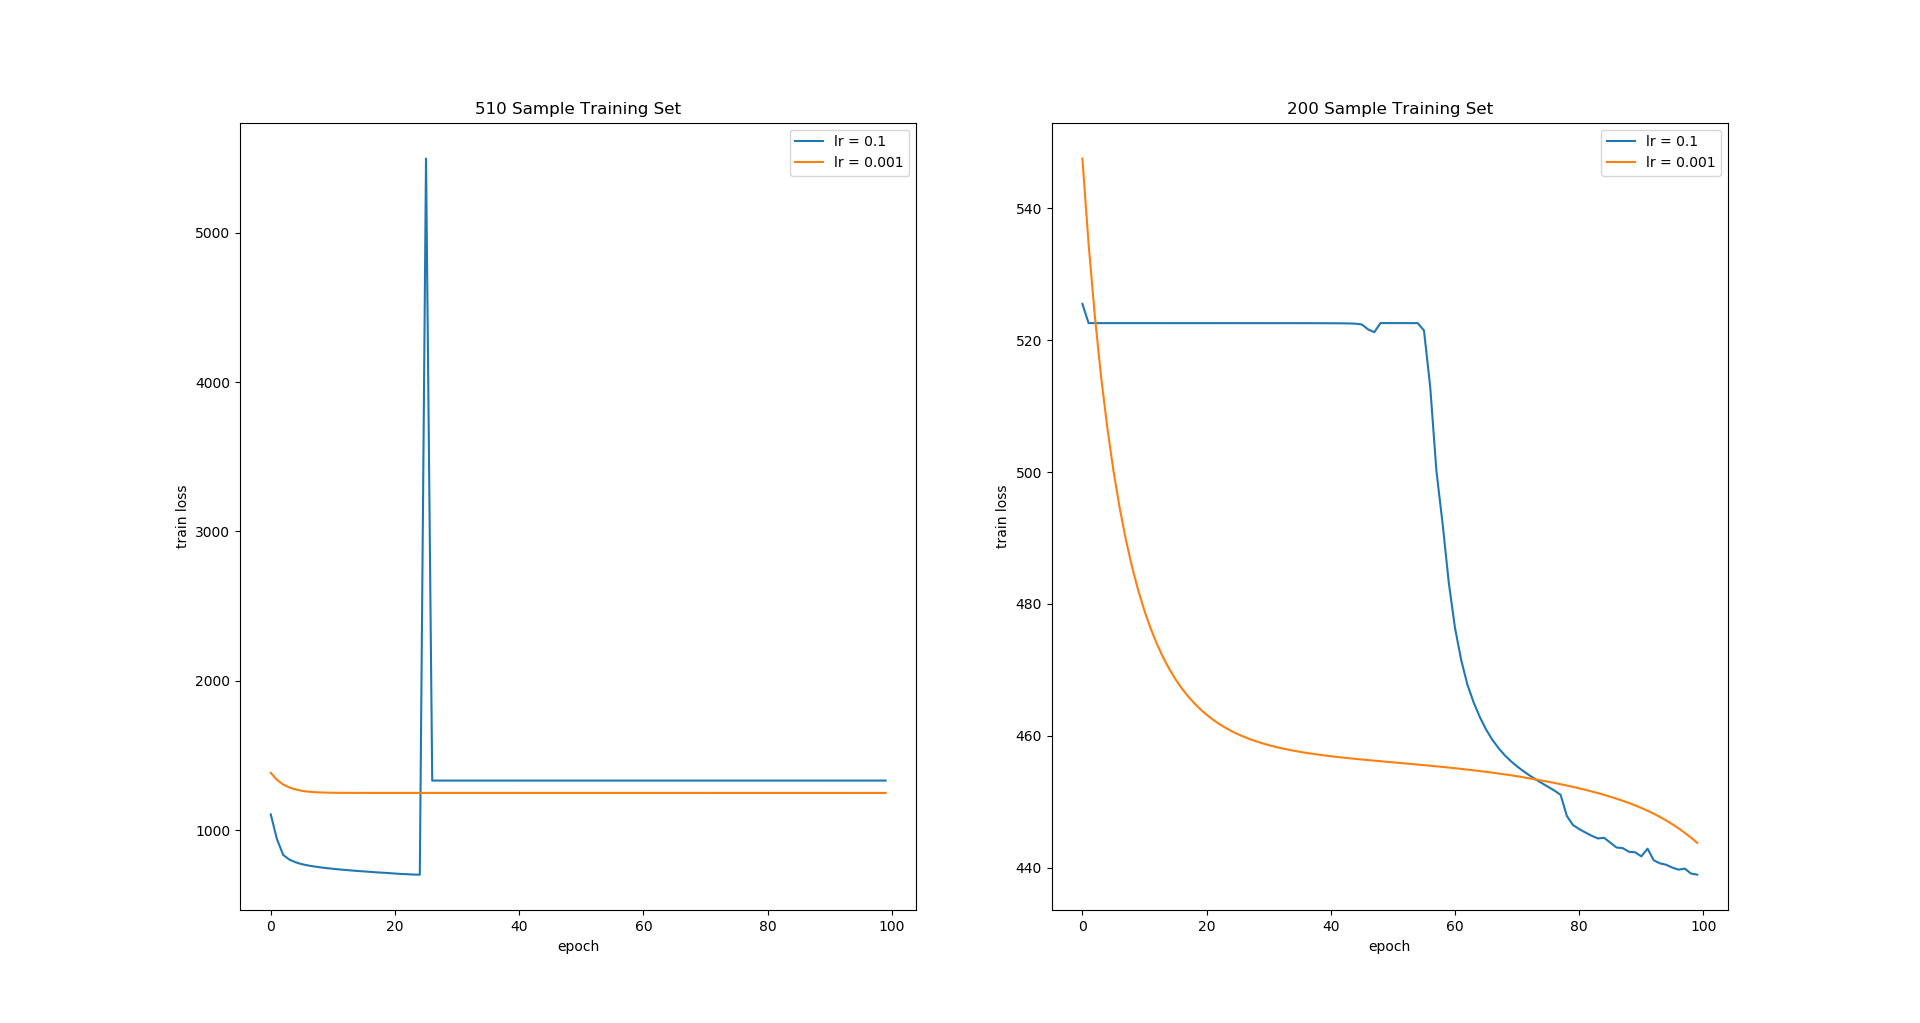 510 Sample Training Set
lr = 0.1
lr = 0.001
5000
4000
3000
2000
1000
train loss
0 20 40 60 80 100
epoch
200 Sample Training Set
lr = 0.1
lr = 0.001
540
520
500
480
460
440
train loss
0 20 40 60 80 100
epoch